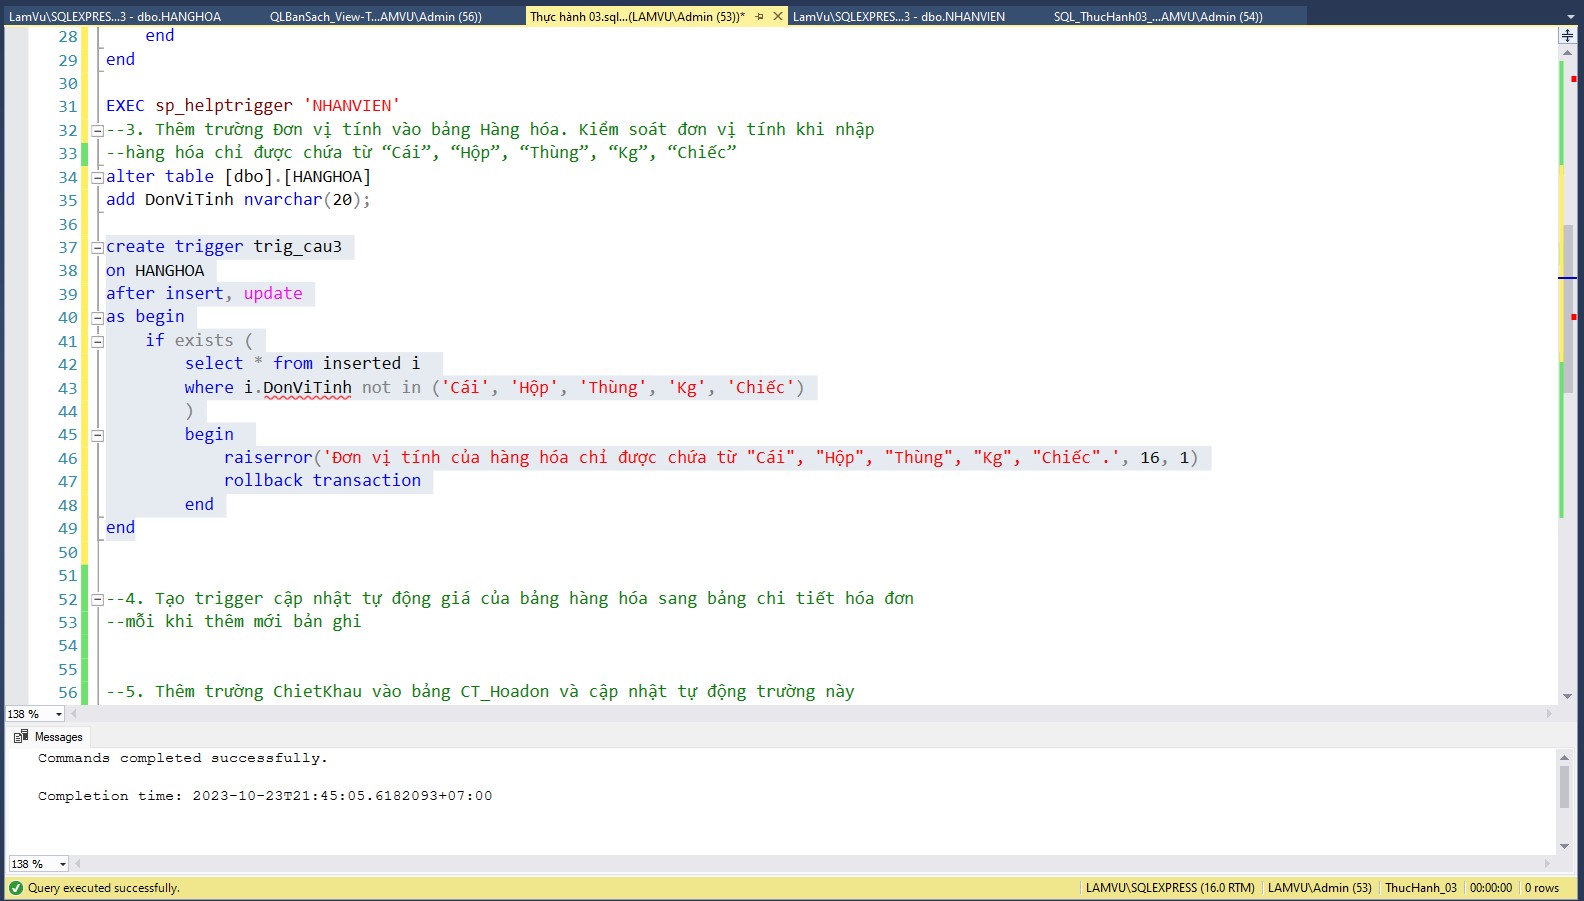 LamVu\SQLEXPRES...3 - dbo.HANGHOA
QLBanSach_View-T...AMVU\Admin (56))
Thực hành 03.sql...(LAMVU\Admin (53))*
LamVu\SQLEXPRES...3 - dbo.NHANVIEN
SQL_ThucHanh03_...AMVU\Admin (54))
28 end
29 end
30
31 EXEC sp_helptrigger 'NHANVIEN'
32 --3. Thêm trường Đơn vị tính vào bảng Hàng hóa. Kiểm soát đơn vị tính khi nhập
33 --hàng hóa chỉ được chứa từ “Cái”, “Hộp”, “Thùng”, “Kg”, “Chiếc”
34 alter table [dbo].[HANGHOA]
35 add DonViTinh nvarchar(20);
36
37 create trigger trig_cau3
38 on HANGHOA
39 after insert, update
40 as begin
41 if exists (
42 select * from inserted i
43 where i.DonViTinh not in ('Cái', 'Hộp', 'Thùng', 'Kg', 'Chiếc')
44 )
45 begin
46 raiserror('Đơn vị tính của hàng hóa chỉ được chứa từ "Cái", "Hộp", "Thùng", "Kg", "Chiếc".', 16, 1)
47 rollback transaction
48 end
49 end
50
51
52 --4. Tạo trigger cập nhật tự động giá của bảng hàng hóa sang bảng chi tiết hóa đơn
53 --mỗi khi thêm mới bản ghi
54
55
56 --5. Thêm trường ChietKhau vào bảng CT_Hoadon và cập nhật tự động trường này
138 %
Messages
Commands completed successfully.
Completion time: 2023-10-23T21:45:05.6182093+07:00
138 %
Query executed successfully.
LAMVU\SQLEXPRESS (16.0 RTM)
LAMVU\Admin (53)
ThucHanh_03
00:00:00
0 rows